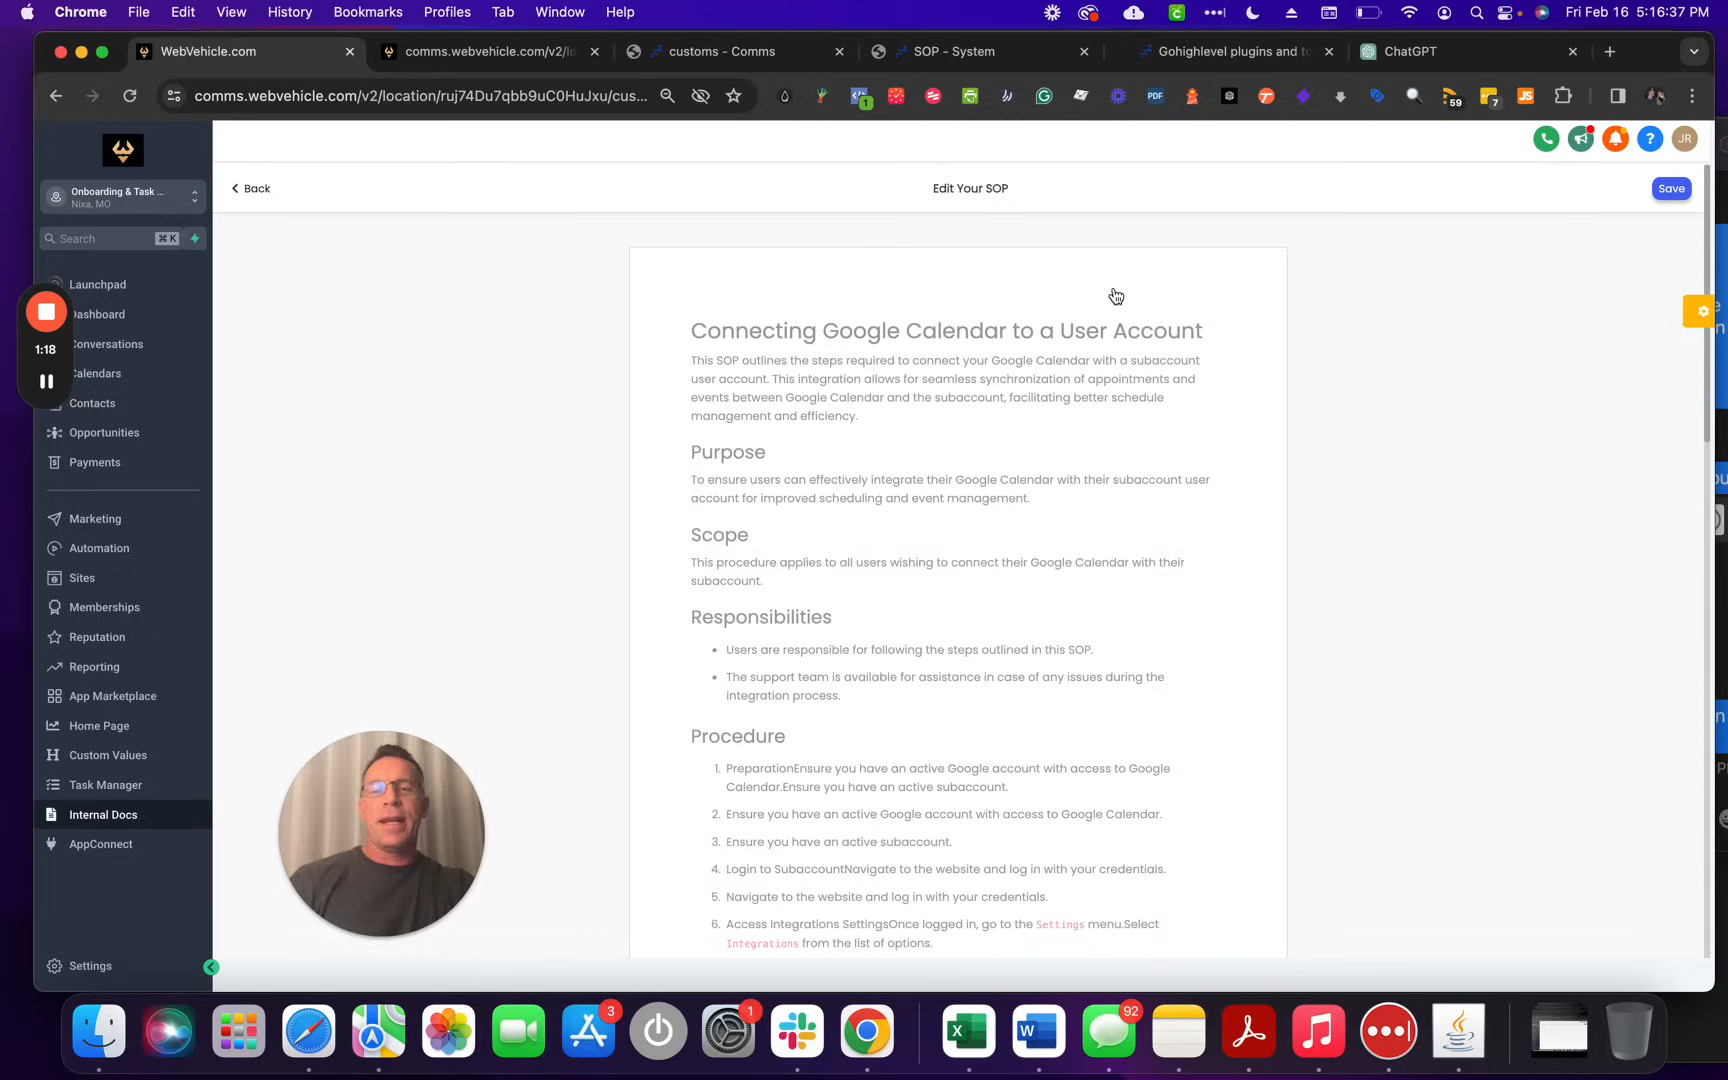 Chrome File Edit View History Bookmarks Profiles Tab Window Help
Fri Feb 16 5:16:37 PM
WebVehicle.com
comms.webvehicle.com/v2/lo
customs - Comms
SOP - System
Gohighlevel plugins and to
ChatGPT
comms.webvehicle.com/v2/location/ruj74Du7qbb9uC0HuJxu/cus...
1
PDF
59
7
JS
Onboarding & Task ...
Nixa, MO
Search ⌘ K
Launchpad
Dashboard
Conversations
Calendars
Contacts
Opportunities
Payments
Marketing
Automation
Sites
Memberships
Reputation
Reporting
App Marketplace
Home Page
Custom Values
Task Manager
Internal Docs
AppConnect
Settings
1:18
JR
Back
Edit Your SOP
Save
Connecting Google Calendar to a User Account
This SOP outlines the steps required to connect your Google Calendar with a subaccount
user account. This integration allows for seamless synchronization of appointments and
events between Google Calendar and the subaccount, facilitating better schedule
management and efficiency.
Purpose
To ensure users can effectively integrate their Google Calendar with their subaccount user
account for improved scheduling and event management.
Scope
This procedure applies to all users wishing to connect their Google Calendar with their
subaccount.
Responsibilities
• Users are responsible for following the steps outlined in this SOP.
• The support team is available for assistance in case of any issues during the
integration process.
Procedure
1. PreparationEnsure you have an active Google account with access to Google
Calendar.Ensure you have an active subaccount.
2. Ensure you have an active Google account with access to Google Calendar.
3. Ensure you have an active subaccount.
4. Login to SubaccountNavigate to the website and log in with your credentials.
5. Navigate to the website and log in with your credentials.
6. Access Integrations SettingsOnce logged in, go to the Settings menu.Select
Integrations from the list of options.
3
1
92